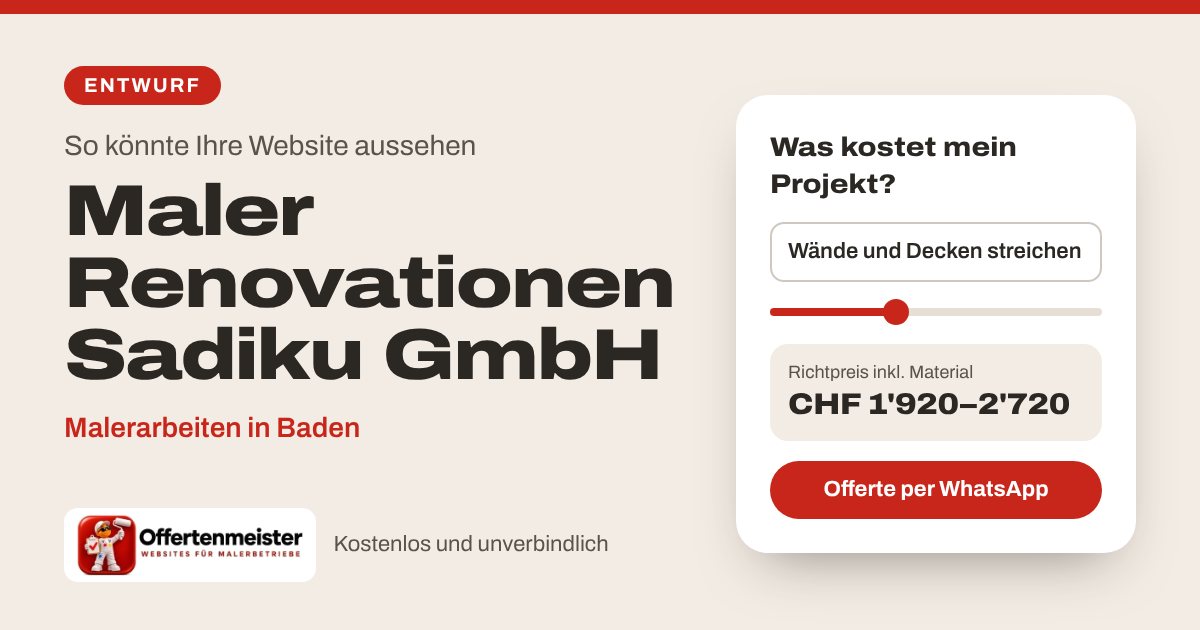 ENTWURF
So könnte Ihre Website aussehen
Maler
Renovationen
Sadiku GmbH
Malerarbeiten in Baden
Offertenmeister
WEBSITES FÜR MALERBETRIEBE
Kostenlos und unverbindlich
Was kostet mein
Projekt?
Wände und Decken streichen
Richtpreis inkl. Material
CHF 1'920–2'720
Offerte per WhatsApp